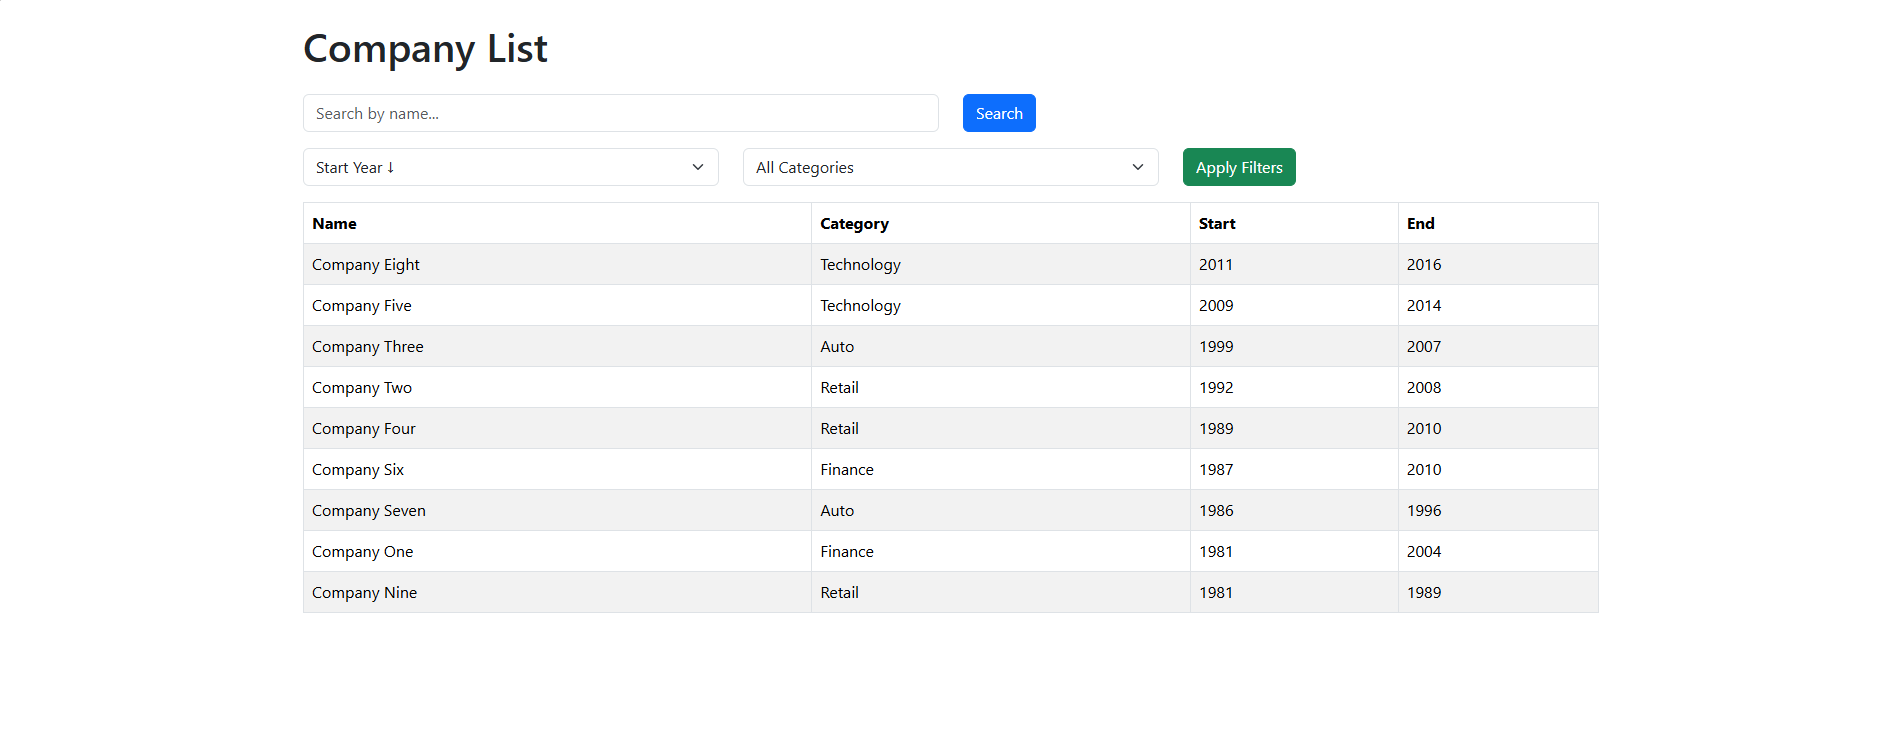 Company List
Search by name...
Search
Start Year ↓
All Categories
Apply Filters
Name Category Start End
Company Eight Technology 2011 2016
Company Five Technology 2009 2014
Company Three Auto 1999 2007
Company Two Retail 1992 2008
Company Four Retail 1989 2010
Company Six Finance 1987 2010
Company Seven Auto 1986 1996
Company One Finance 1981 2004
Company Nine Retail 1981 1989